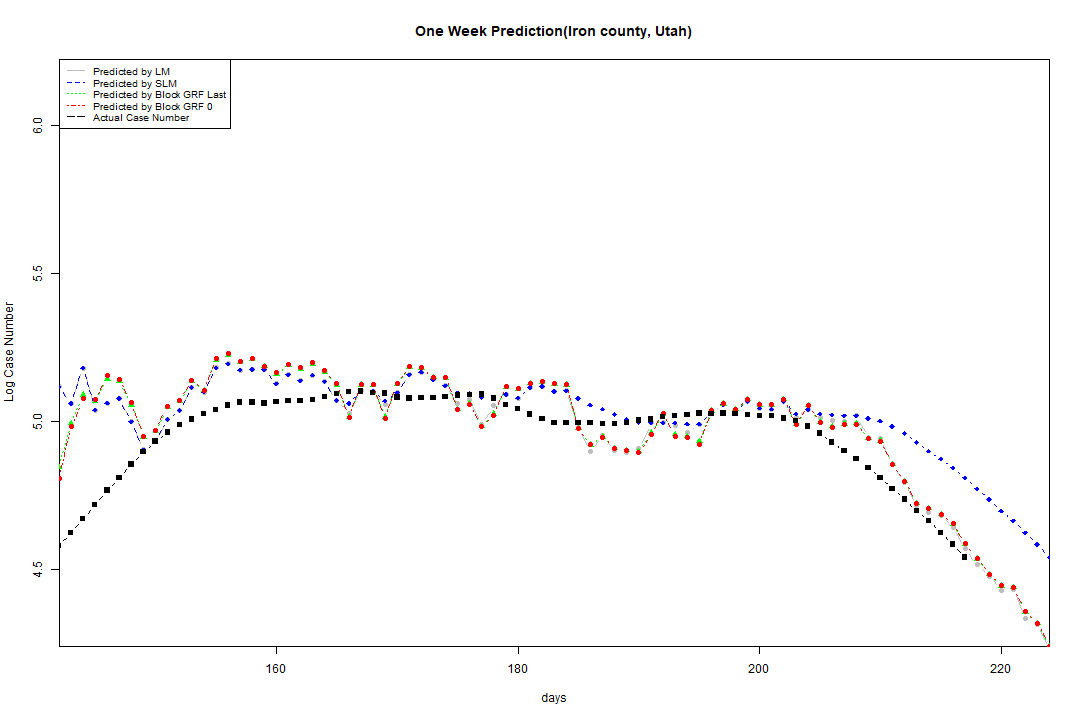 One Week Prediction(Iron county, Utah)
Predicted by LM
Predicted by SLM
Predicted by Block GRF Last
Predicted by Block GRF 0
Actual Case Number
6.0
5.5
5.0
4.5
Log Case Number
160 180 200 220
days